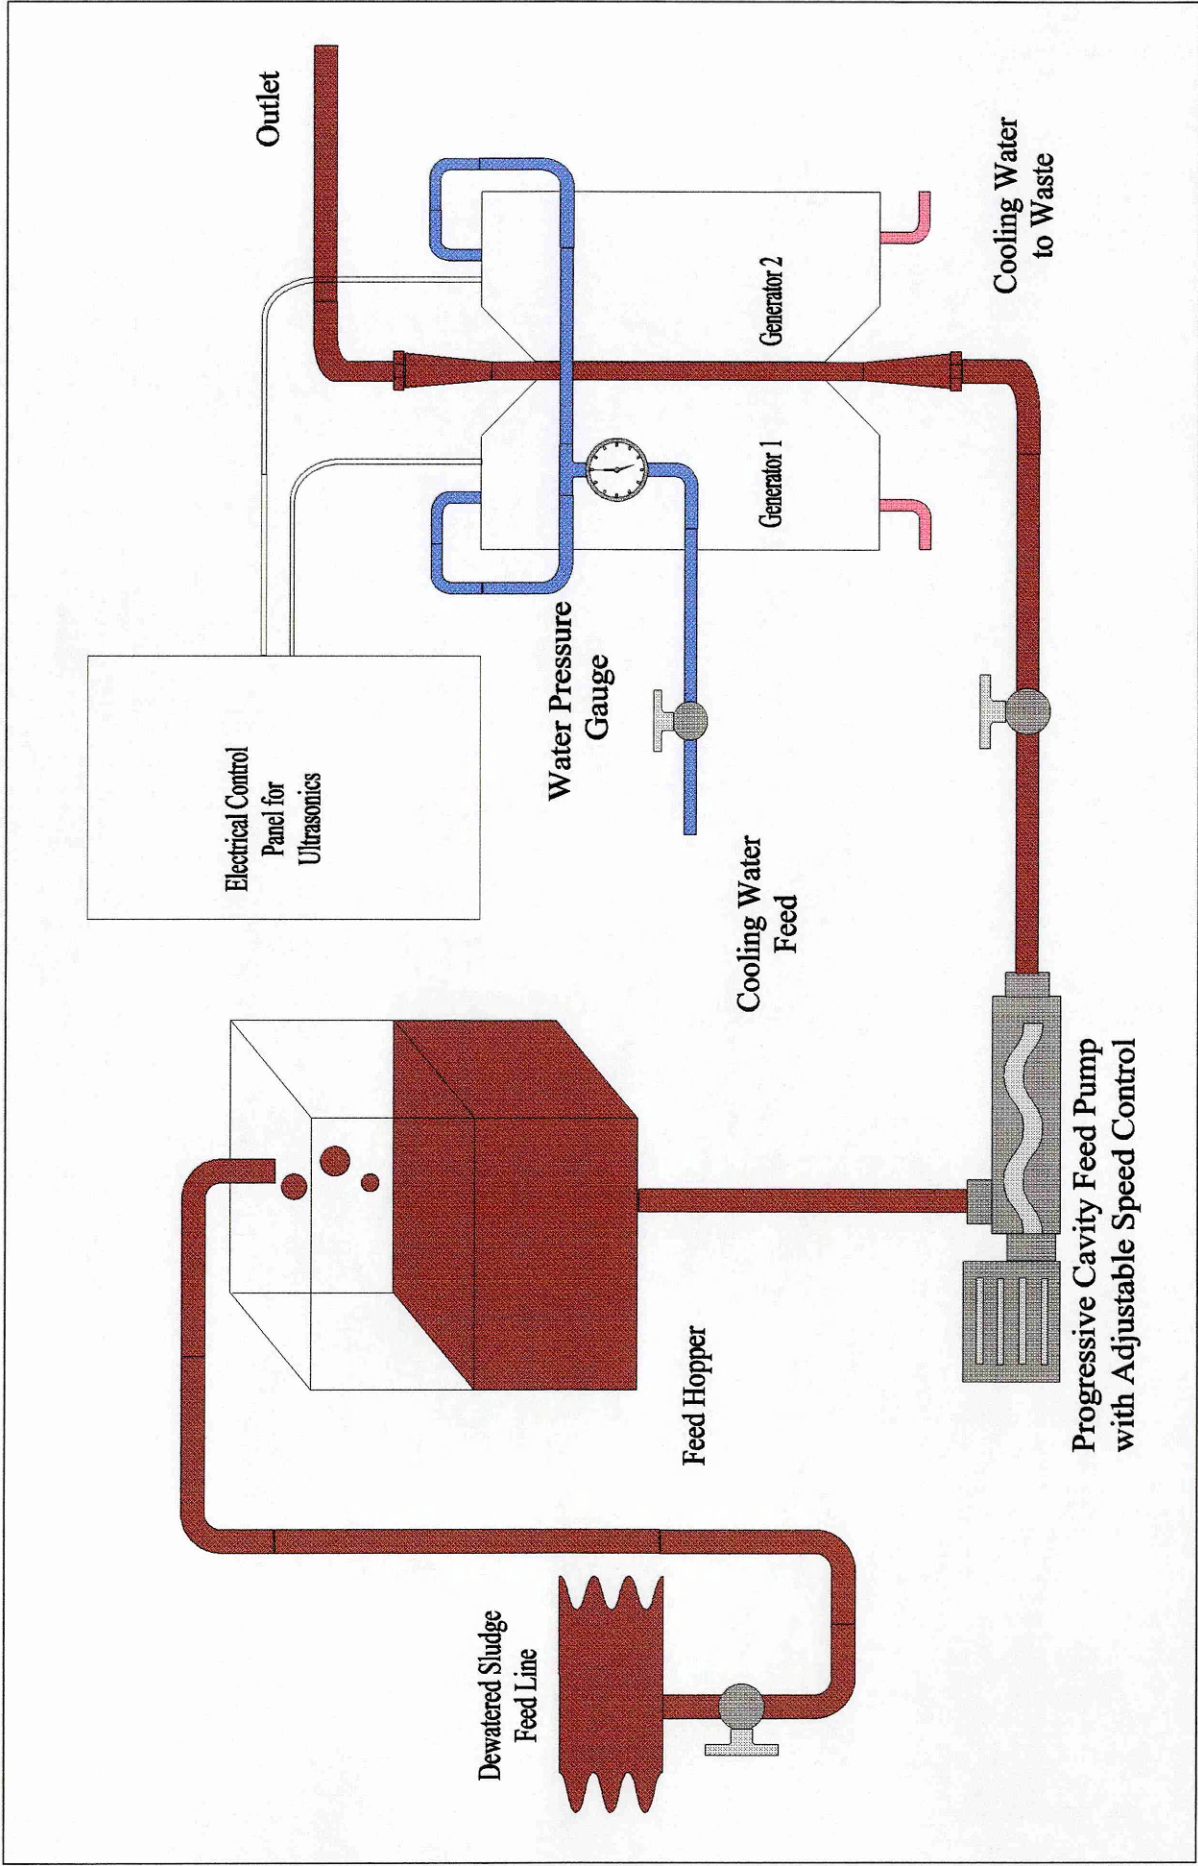 Outlet
Electrical Control
Panel for
Ultrasonics
Generator 1
Generator 2
Water Pressure
Gauge
Cooling Water
Feed
Cooling Water
to Waste
Dewatered Sludge
Feed Line
Feed Hopper
Progressive Cavity Feed Pump
with Adjustable Speed Control